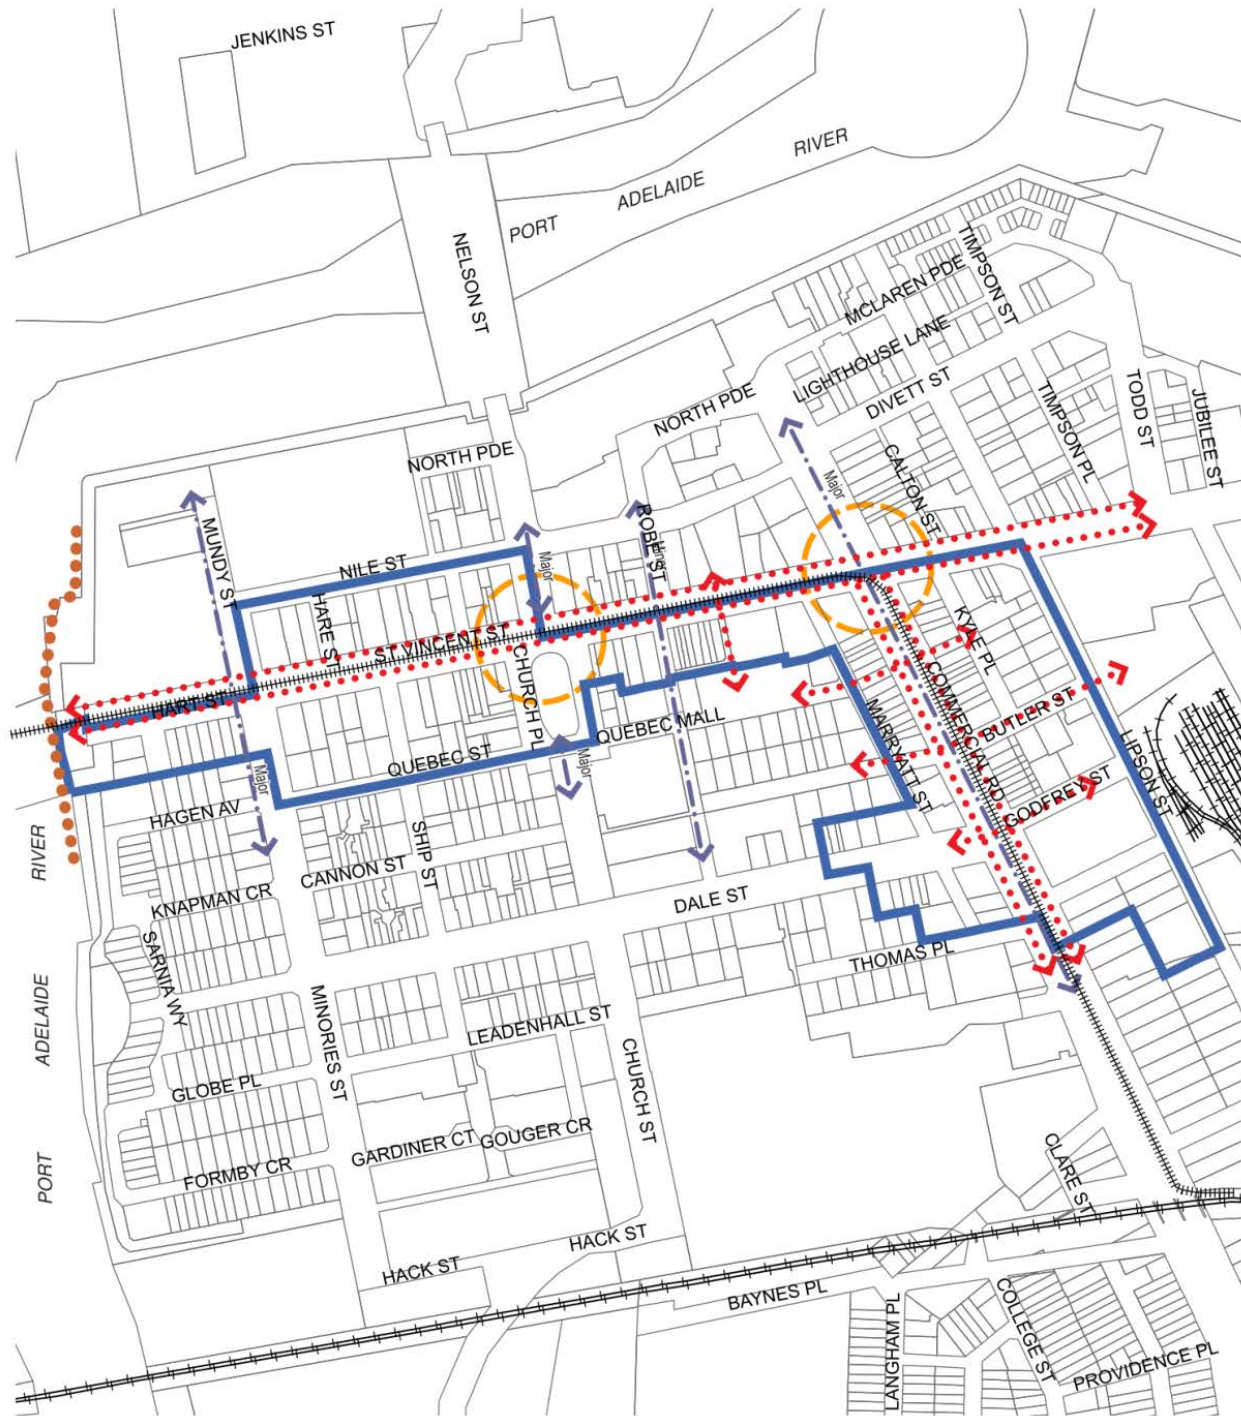 JENKINS ST
RIVER
ADELAIDE
PORT
NELSON ST
TIMPSON ST
MCLAREN PDE
LIGHTHOUSE LANE
DIVETT ST
NORTH PDE
TIMPSON PL
TODD ST
JUBILEE ST
NORTH PDE
CALTON ST
Major
MUNDY ST
ROBE ST
Major
NILE ST
HARE ST
ST VINCENT ST
CHURCH PL
KYLE PL
HART ST
COMMERCIAL RD
MARRYATT ST
BUTLER ST
QUEBEC MALL
LIPSON ST
QUEBEC ST
Major
Major
GODFREY ST
HAGEN AV
SHIP ST
RIVER
CANNON ST
KNAPMAN CR
DALE ST
SARNIA WY
THOMAS PL
ADELAIDE
MINORIES ST
LEADENHALL ST
GLOBE PL
CHURCH ST
GARDINER CT
GOUGER CR
CLARE ST
PORT
FORMBY CR
HACK ST
HACK ST
BAYNES PL
LANGHAM PL
COLLEGE ST
PROVIDENCE PL